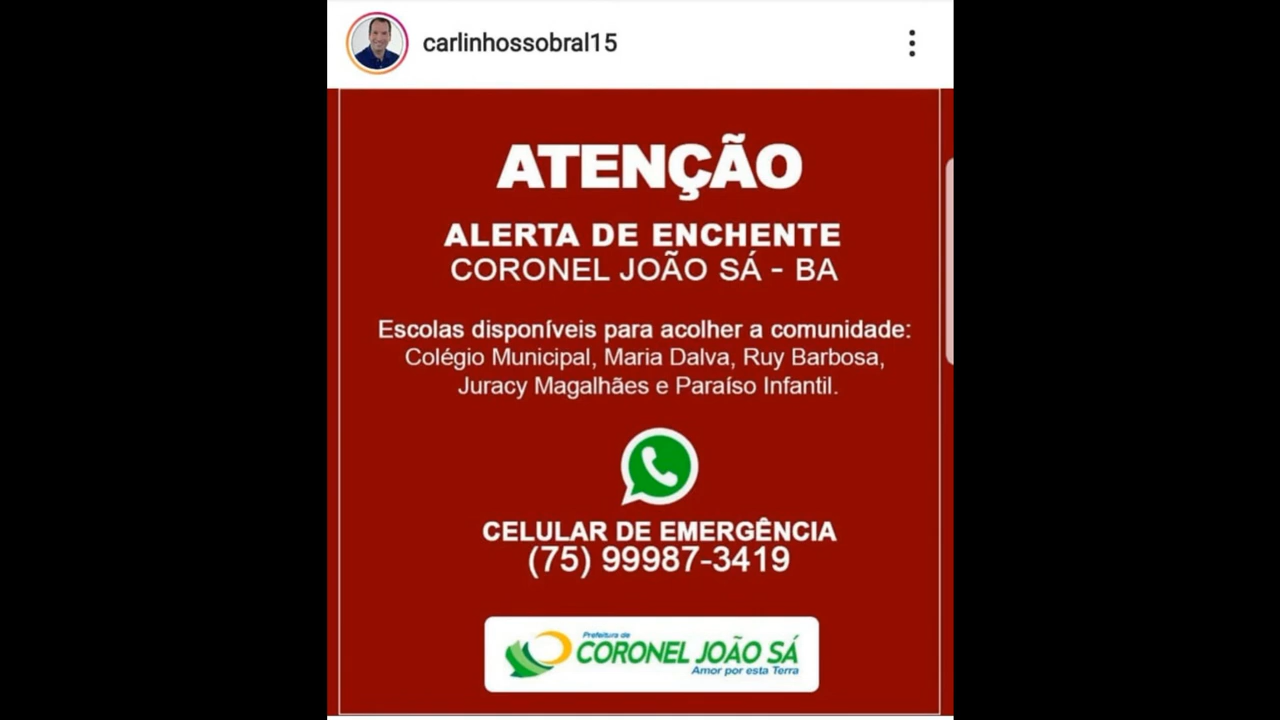 carlinhossobral15
ATENÇÃO
ALERTA DE ENCHENTE
CORONEL JOÃO SÁ - BA
Escolas disponíveis para acolher a comunidade:
Colégio Municipal, Maria Dalva, Ruy Barbosa,
Juracy Magalhães e Paraíso Infantil.
CELULAR DE EMERGÊNCIA
(75) 99987-3419
Prefeitura de
CORONEL JOÃO SÁ
Amor por esta Terra